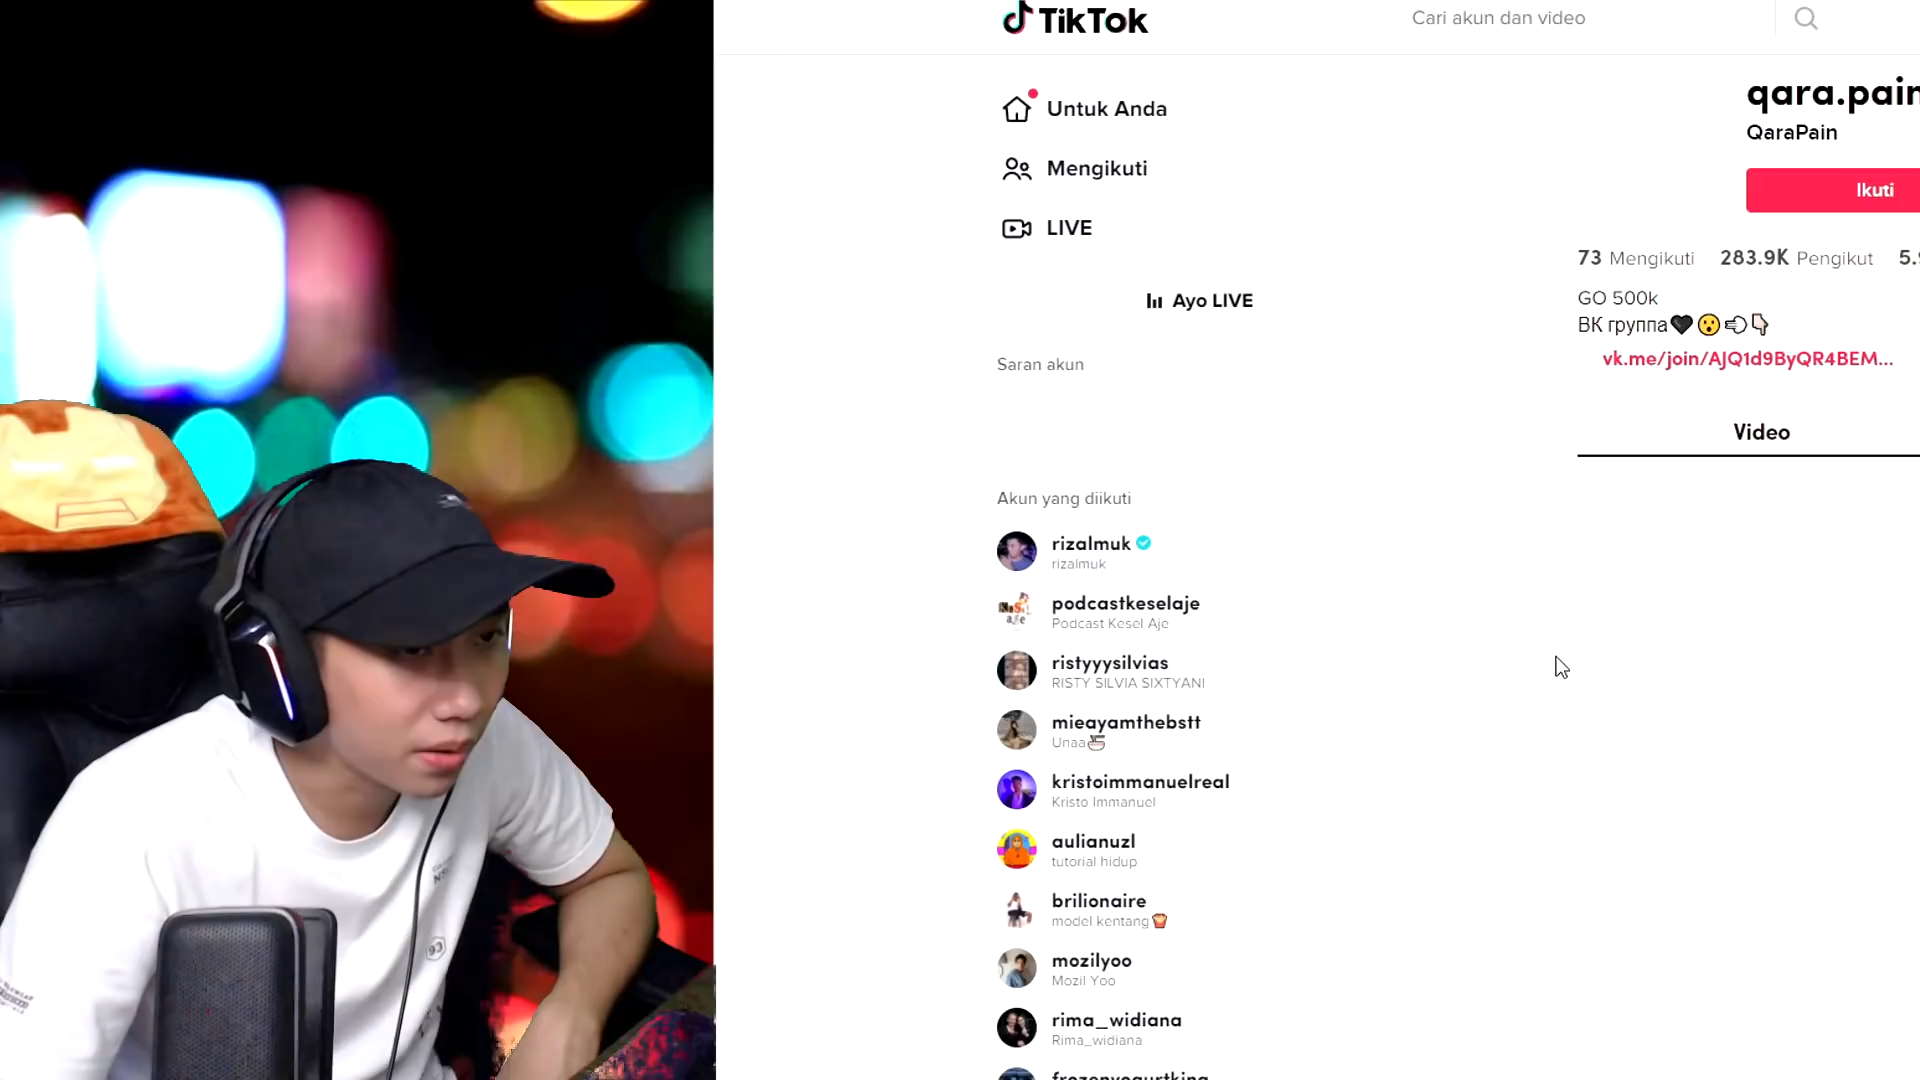 TikTok
Cari akun dan video
Untuk Anda
Mengikuti
LIVE
Ayo LIVE
Saran akun
Akun yang diikuti
rizalmuk
rizalmuk
podcastkeselaje
Podcast Kesel Aje
ristyyysilvias
RISTY SILVIA SIXTYANI
mieayamthebstt
Unaa🍜
kristoimmanuelreal
Kristo Immanuel
aulianuzl
tutorial hidup
brilionaire
model kentang🍟
mozilyoo
Mozil Yoo
rima_widiana
Rima_widiana
qara.pain
QaraPain
Ikuti
73 Mengikuti 283.9K Pengikut
GO 500k
ВК группа🖤😮💨👇🏻
vk.me/join/AJQ1d9ByQR4BEM...
Video
93